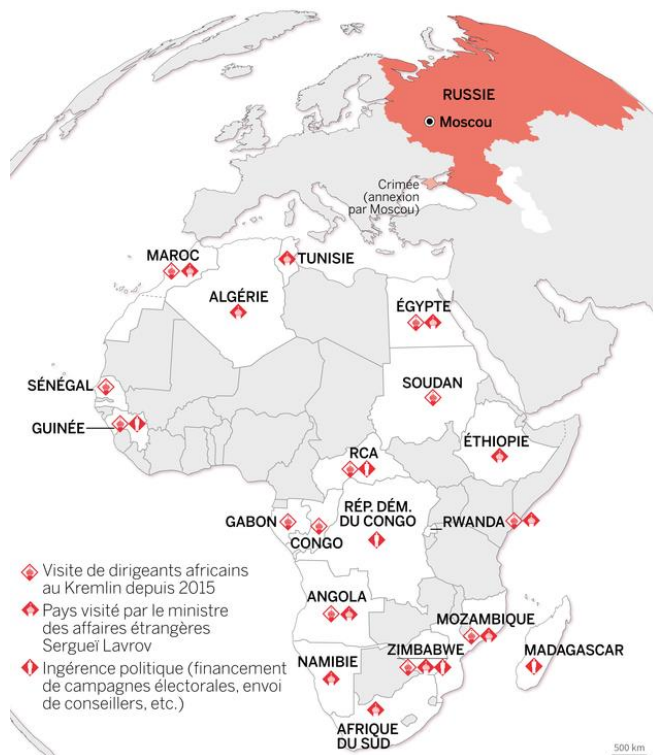 RUSSIE
Moscou
Crimée
(annexion
par Moscou)
MAROC
TUNISIE
ALGÉRIE
ÉGYPTE
SÉNÉGAL
SOUDAN
GUINÉE
ÉTHIOPIE
RCA
GABON
CONGO
RÉP. DÉM.
DU CONGO
RWANDA
ANGOLA
MOZAMBIQUE
NAMIBIE
ZIMBABWE
MADAGASCAR
AFRIQUE
DU SUD
Visite de dirigeants africains
au Kremlin depuis 2015
Pays visité par le ministre
des affaires étrangères
Sergueï Lavrov
Ingérence politique (financement
de campagnes électorales, envoi
de conseillers, etc.)
500 km